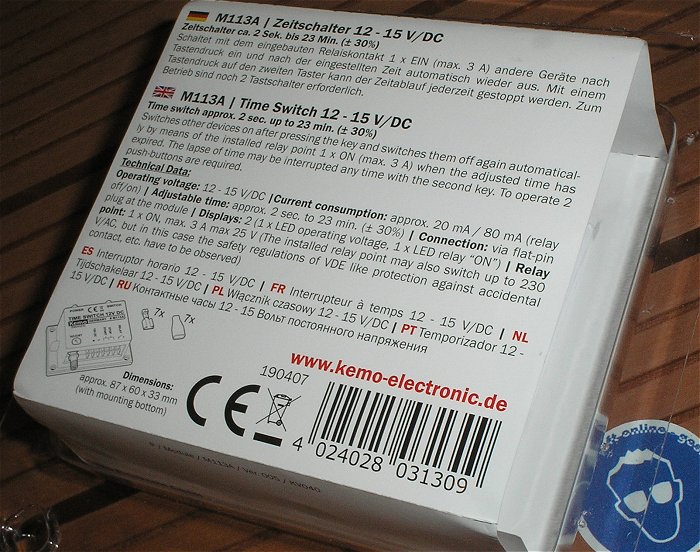 M113A | Zeitschalter 12 - 15 V/DC
Zeitschalter ca. 2 Sek. bis 23 Min. (± 30%)
Schaltet mit dem eingebauten Relaiskontakt 1 x EIN (max. 3 A) andere Geräte nach
Tastendruck ein und nach der eingestellten Zeit automatisch wieder aus. Mit einem
Tastendruck auf den zweiten Taster kann der Zeitablauf jederzeit gestoppt werden. Zum
Betrieb sind noch 2 Tastschalter erforderlich.
M113A | Time Switch 12 - 15 V/DC
Time switch approx. 2 sec. up to 23 min. (± 30%)
Switches other devices on after pressing the key and switches them off again automatical-
ly by means of the installed relay point 1 x ON (max. 3 A) when the adjusted time has
expired. The lapse of time may be interrupted any time with the second key. To operate 2
push-buttons are required.
Technical Data:
Operating voltage: 12 - 15 V/DC | Current consumption: approx. 20 mA / 80 mA (relay
off/on) | Adjustable time: approx. 2 sec. to 23 min. (± 30%) | Connection: via flat-pin
plug at the module | Displays: 2 (1 x LED operating voltage, 1 x LED relay "ON") | Relay
point: 1 x ON, max. 3 A max 25 V (The installed relay point may also switch up to 230
V/AC, but in this case the safety regulations of VDE like protection against accidental
contact, etc. have to be observed)
ES Interruptor horario 12 - 15 V/DC | FR Interrupteur à temps 12 - 15 V/DC | NL
Tijdschakelaar 12 - 15 V/DC | PL Włącznik czasowy 12 - 15 V/DC | PT Temporizador 12 -
15 V/DC | RU Контактные часы 12 - 15 Вольт постоянного напряжения
POWER CE SWITCH
TIME SWITCH 12V DC
Kemo
7x
7x
Dimensions:
approx. 87 x 60 x 33 mm
(with mounting bottom)
www.kemo-electronic.de
190407
CE
4 024028 031309
P / Module / M113A / Ver. 005 / KV040